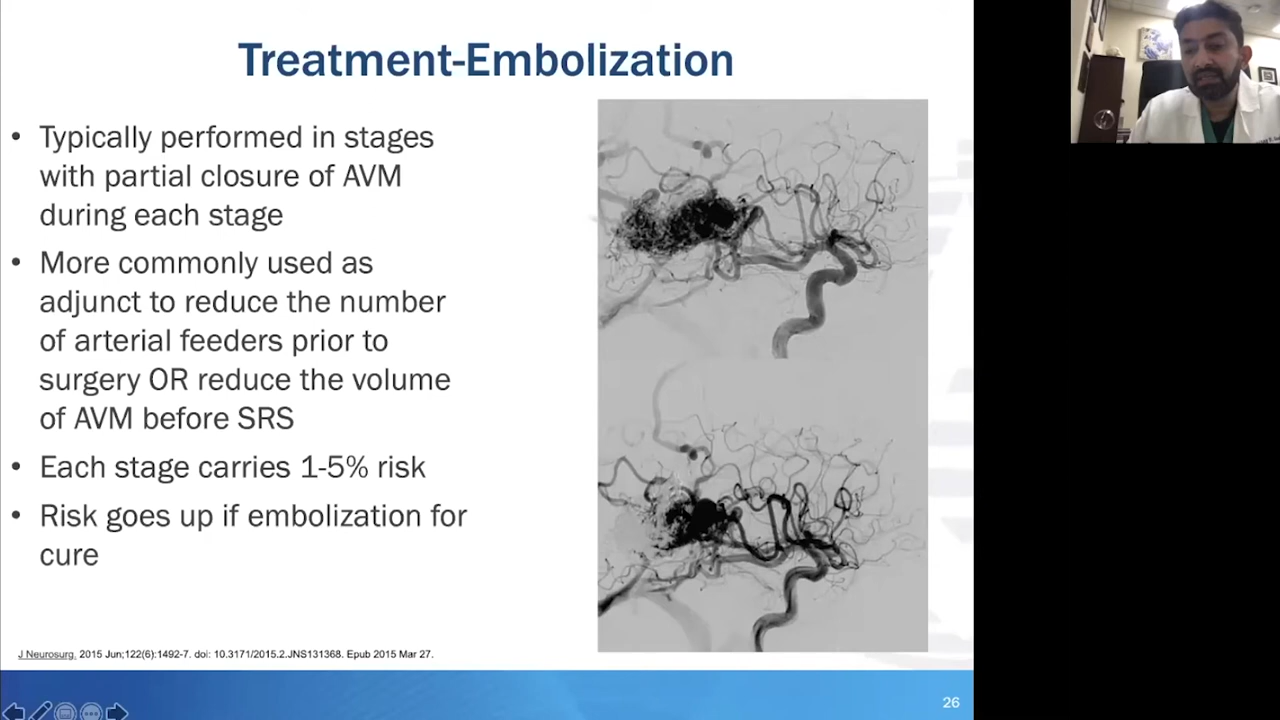 Treatment-Embolization
• Typically performed in stages
with partial closure of AVM
during each stage
• More commonly used as
adjunct to reduce the number
of arterial feeders prior to
surgery OR reduce the volume
of AVM before SRS
• Each stage carries 1-5% risk
• Risk goes up if embolization for
cure
J Neurosurg. 2015 Jun;122(6):1492-7. doi: 10.3171/2015.2.JNS131368. Epub 2015 Mar 27.
26